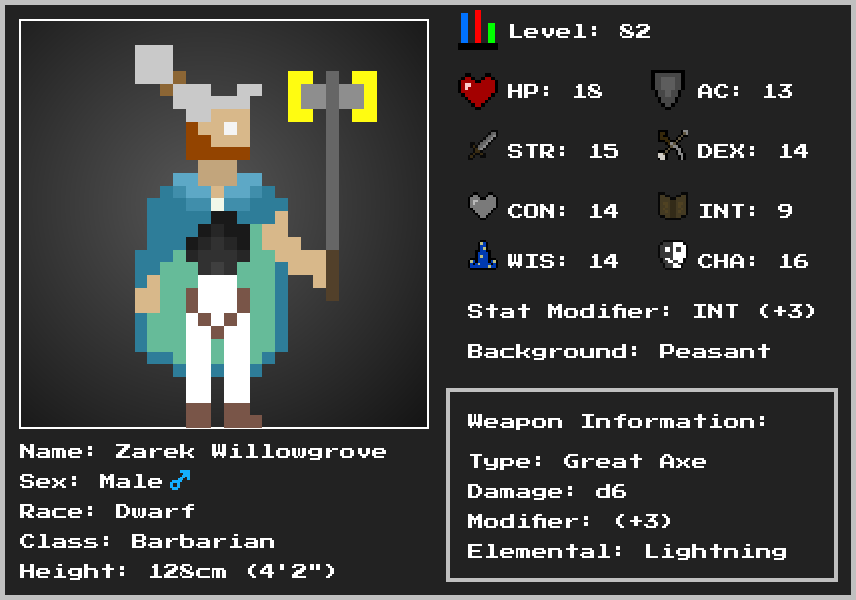 Level: 82
HP: 18 AC: 13
STR: 15 DEX: 14
CON: 14 INT: 9
WIS: 14 CHA: 16
Stat Modifier: INT (+3)
Background: Peasant
Name: Zarek Willowgrove
Sex: Male ♂
Race: Dwarf
Class: Barbarian
Height: 128cm (4'2")
Weapon Information:
Type: Great Axe
Damage: d6
Modifier: (+3)
Elemental: Lightning